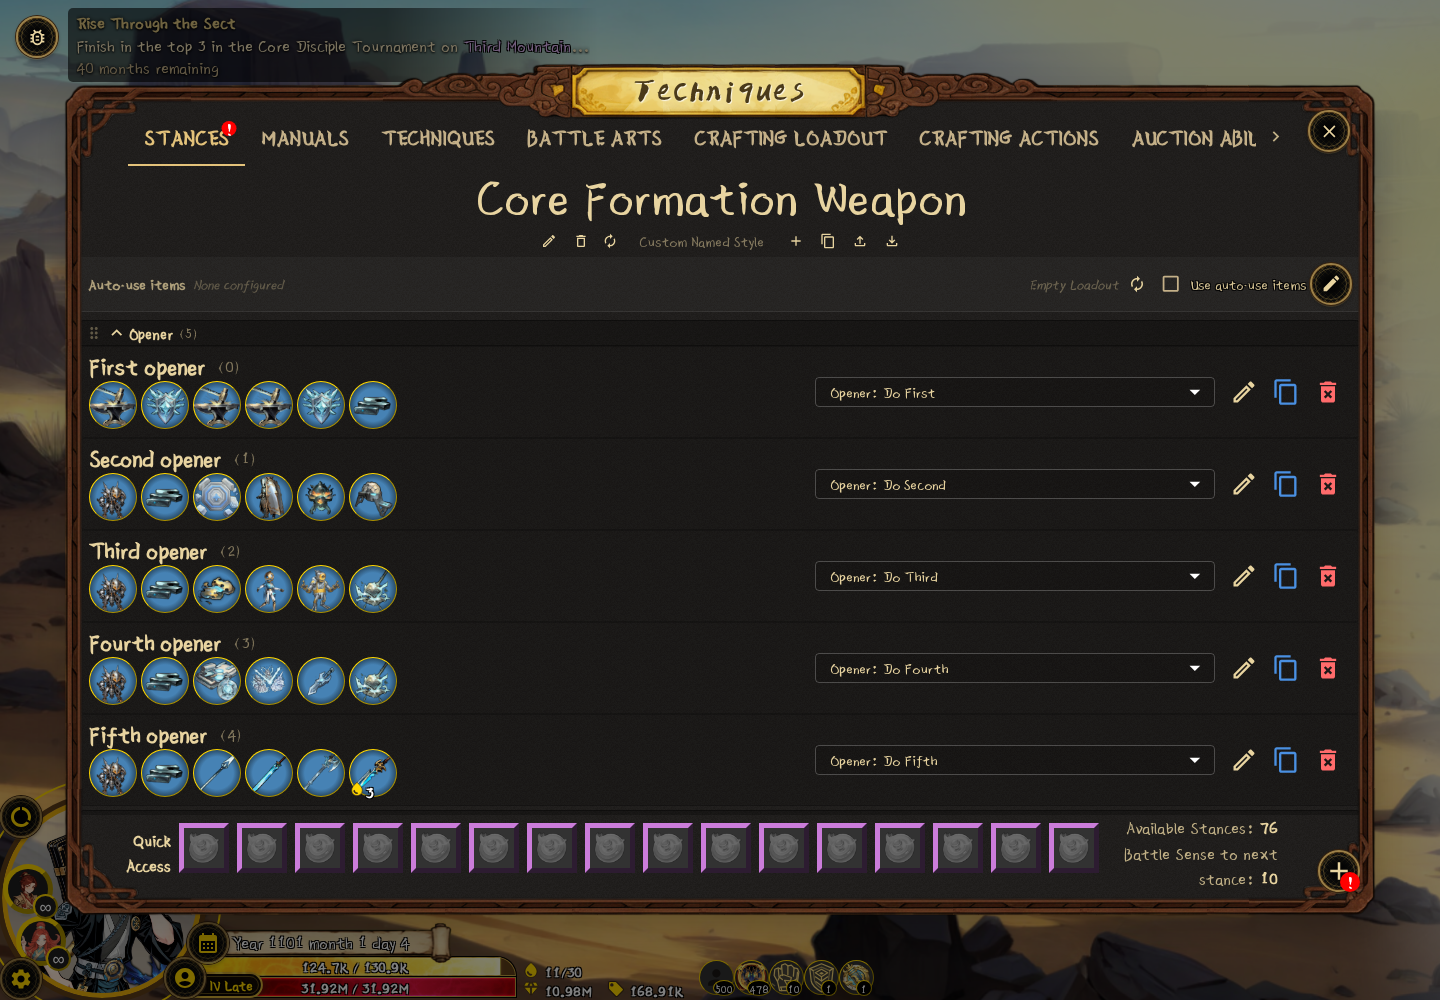 Rise Through the Sect
Finish in the top 3 in the Core Disciple Tournament on Third Mountain...
40 months remaining
Techniques
STANCES !
MANUALS
TECHNIQUES
BATTLE ARTS
CRAFTING LOADOUT
CRAFTING ACTIONS
AUCTION ABIL
Core Formation Weapon
Custom Named Style
Auto-use items None configured
Empty Loadout
Use auto-use items
Opener (5)
First opener (0)
Opener: Do First
Second opener (1)
Opener: Do Second
Third opener (2)
Opener: Do Third
Fourth opener (3)
Opener: Do Fourth
Fifth opener (4)
Opener: Do Fifth
3
Quick
Access
Available Stances: 76
Battle Sense to next
stance: 10
!
∞
∞
Year 1101 month 1 day 4
124.7K / 130.9K
IV Late
31.92M / 31.92M
11/30
10.98M
168.91K
500
478
10
1
1